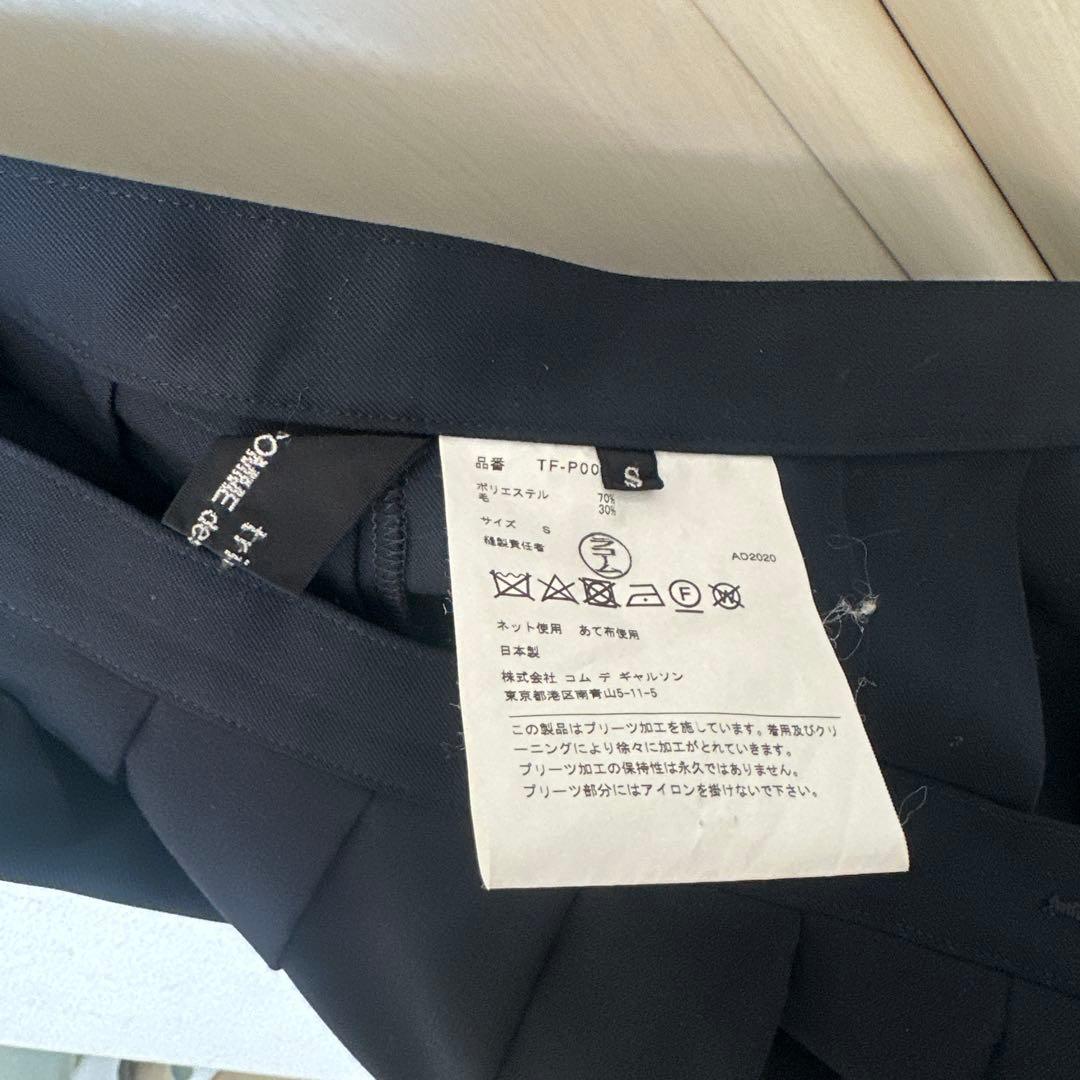 COMME des
tri
S
品番 TF-P00
ポリエステル 70%
毛 30%
サイズ S
縫製責任者 ラコーム AD2020
F W
ネット使用 あて布使用
日本製
株式会社 コム デ ギャルソン
東京都港区南青山5-11-5
この製品はプリーツ加工を施しています。着用及びクリ
ーニングにより徐々に加工がとれていきます。
プリーツ加工の保持性は永久ではありません。
プリーツ部分にはアイロンを掛けないで下さい。